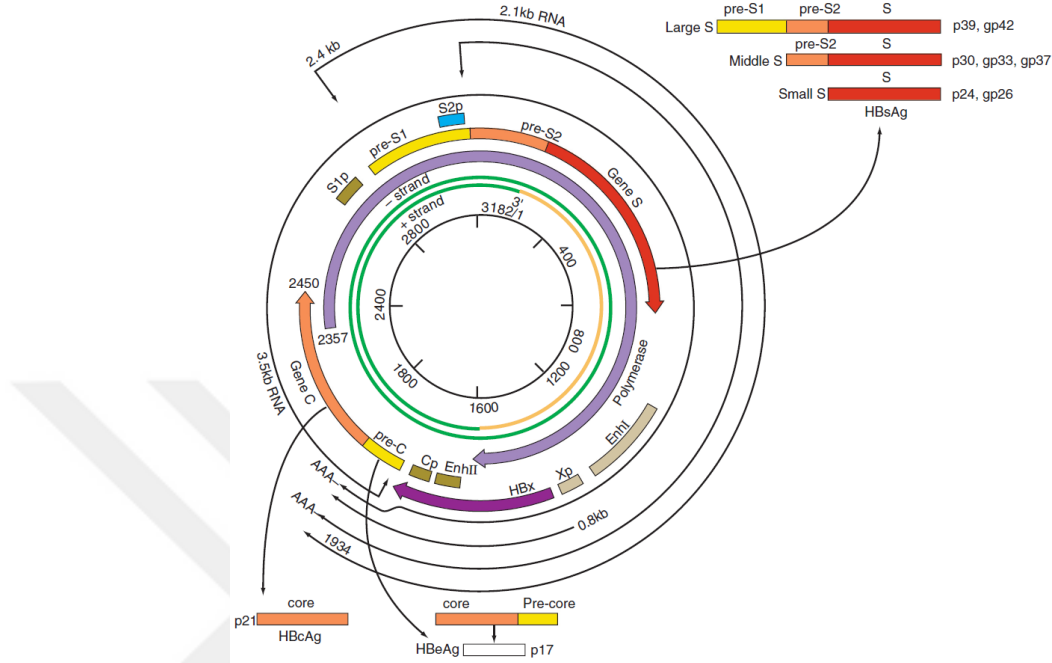 2.1kb RNA
2.4 kb
pre-S1 pre-S2 S
Large S p39, gp42
pre-S2 S
Middle S p30, gp33, gp37
S
Small S p24, gp26
HBsAg
S2p
pre-S1
pre-S2
Gene S
S1p
– strand
+ strand
3'
3182/1
400
800
1200
1600
1800
2400
2800
2450
2357
Gene C
3.5kb RNA
Polymerase
EnhI
Xp
HBx
EnhII
Cp
pre-C
AAA
AAA
0.8kb
1934
core
p21
HBcAg
core Pre-core
HBeAg p17